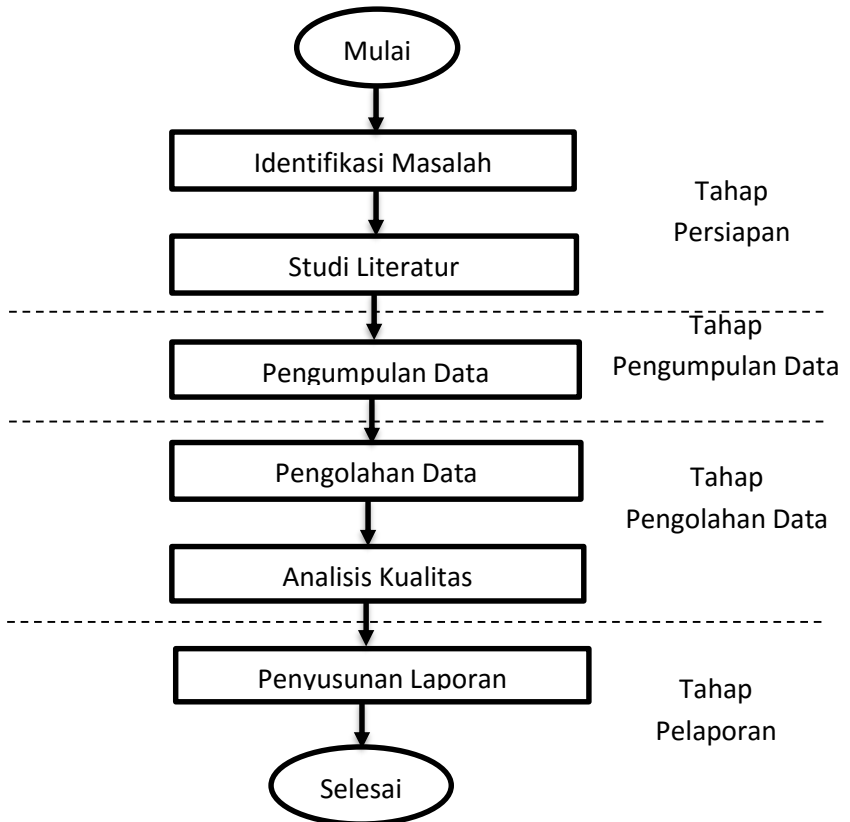 Mulai
Identifikasi Masalah
Tahap
Persiapan
Studi Literatur
Tahap
Pengumpulan Data
Pengumpulan Data
Pengolahan Data
Tahap
Pengolahan Data
Analisis Kualitas
Penyusunan Laporan
Tahap
Pelaporan
Selesai